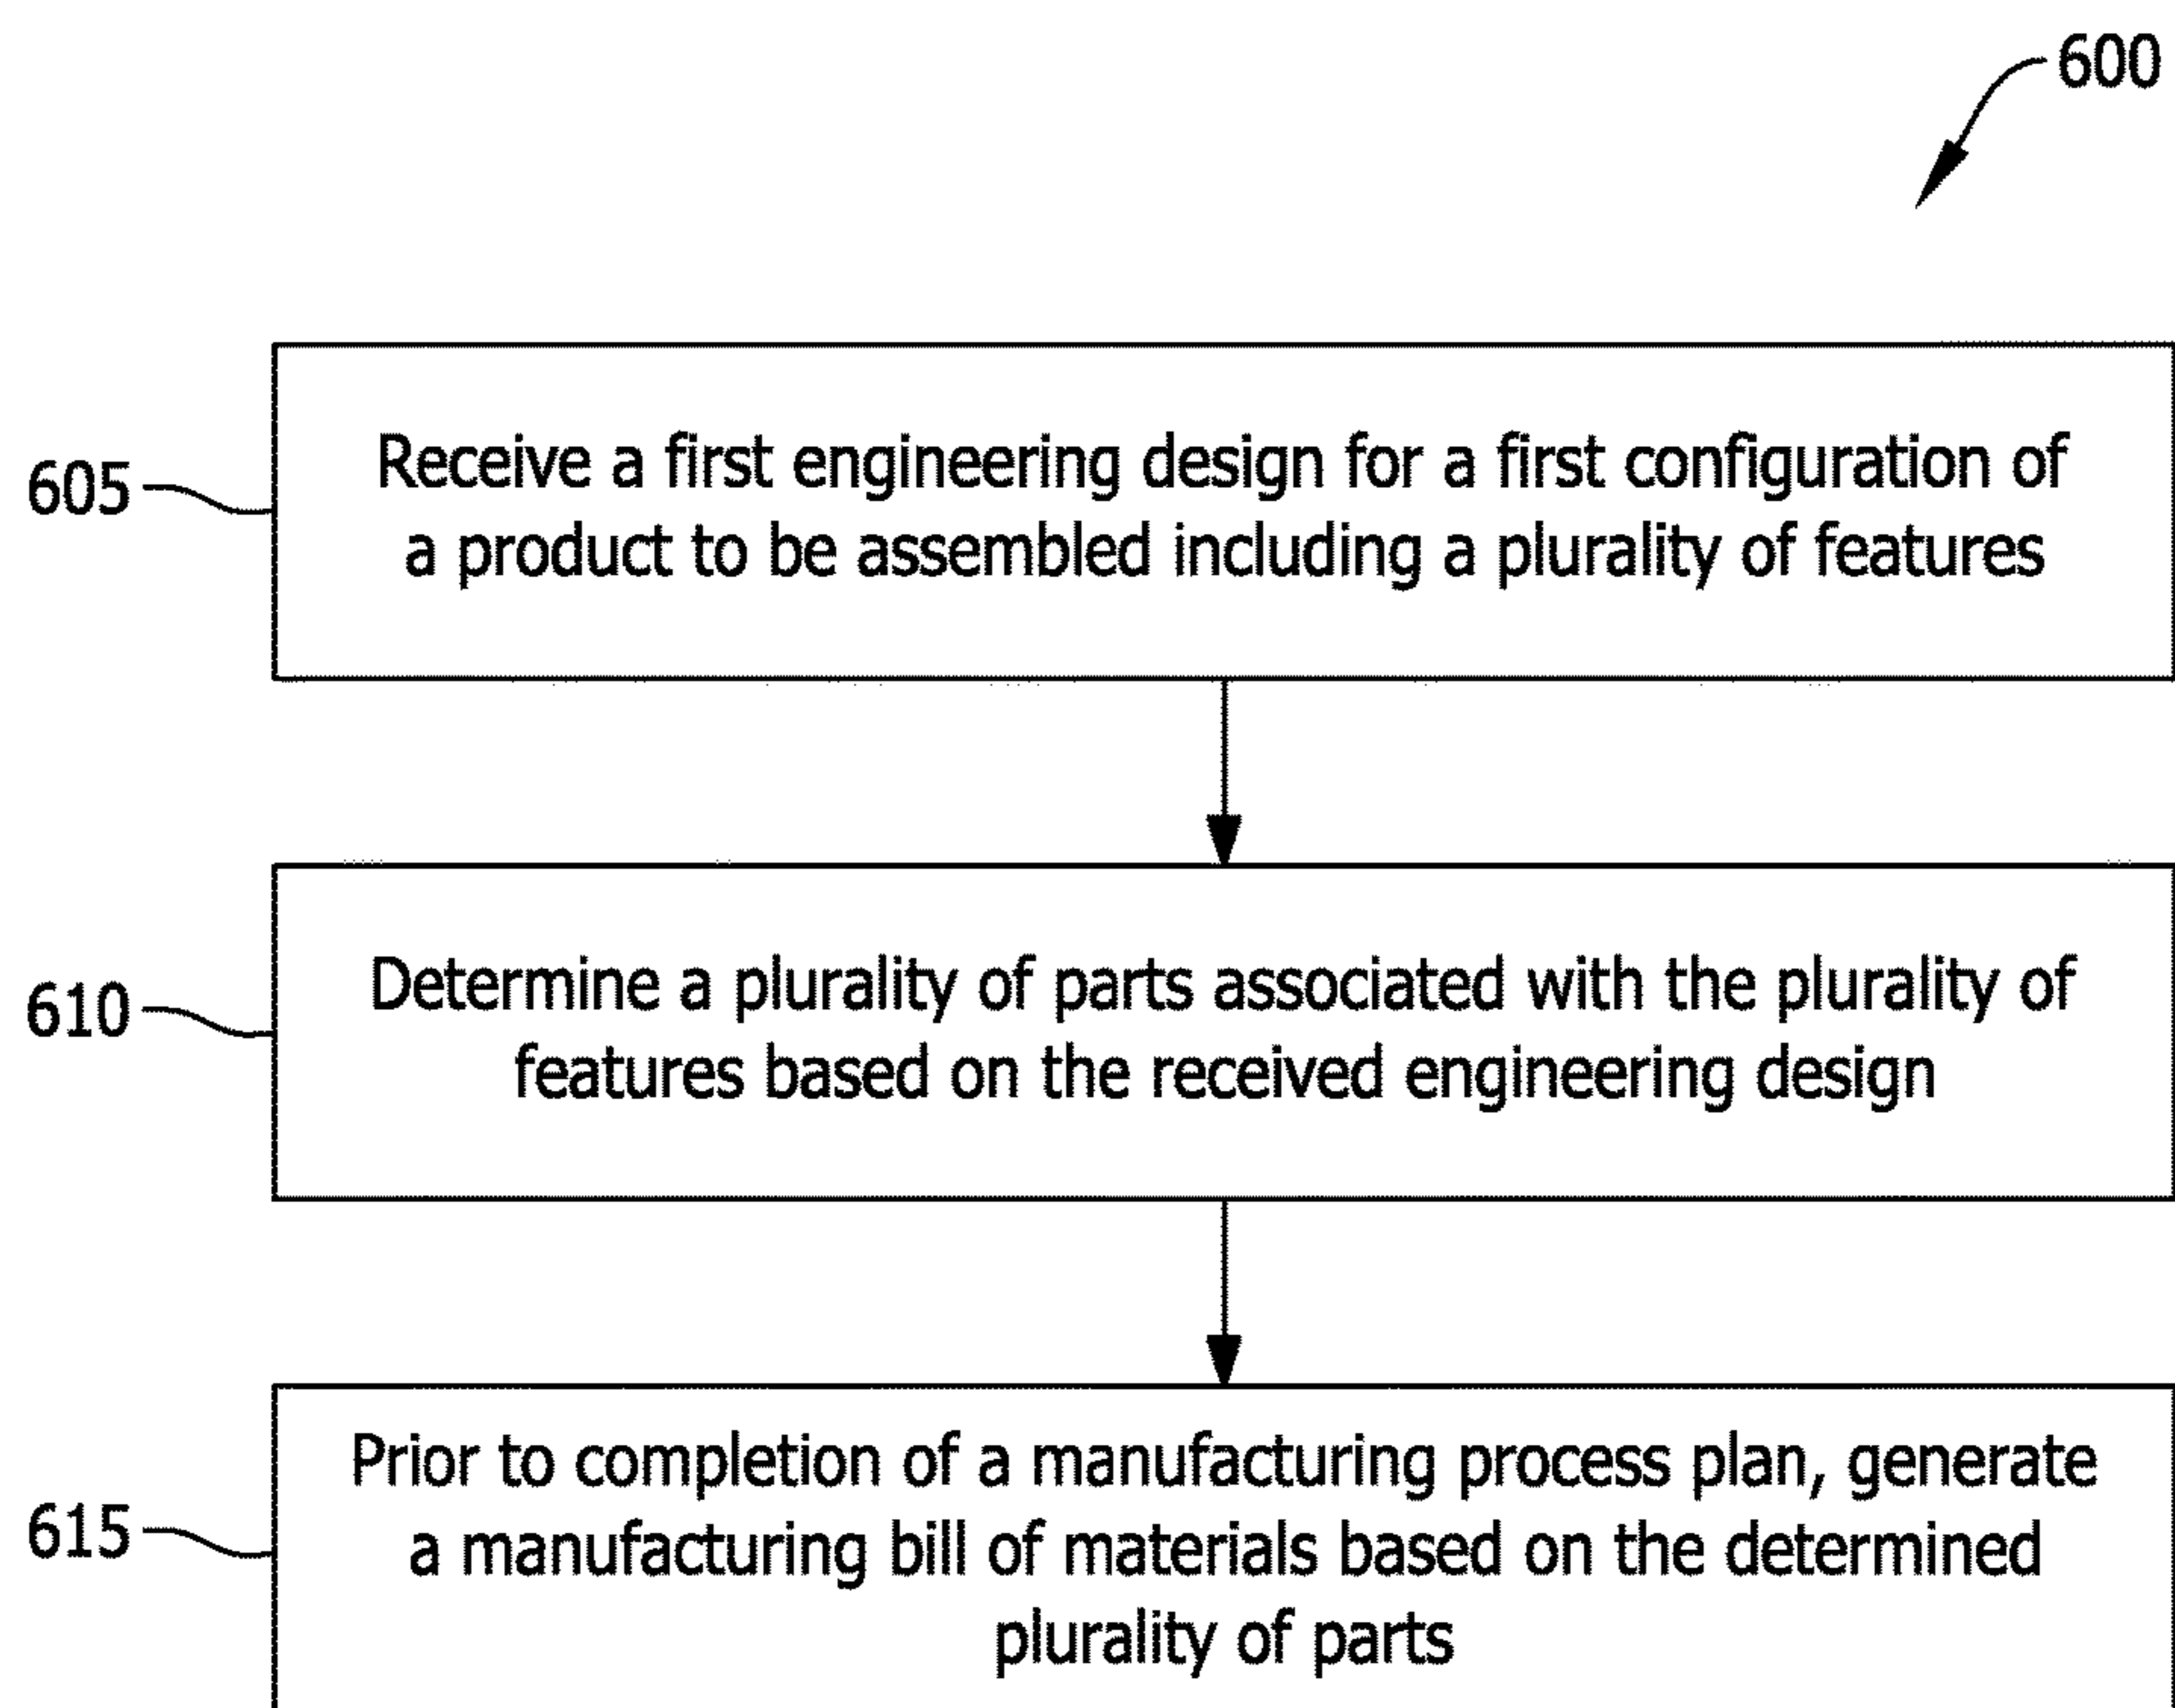 600
605
Receive a first engineering design for a first configuration of
a product to be assembled including a plurality of features
610
Determine a plurality of parts associated with the plurality of
features based on the received engineering design
615
Prior to completion of a manufacturing process plan, generate
a manufacturing bill of materials based on the determined
plurality of parts